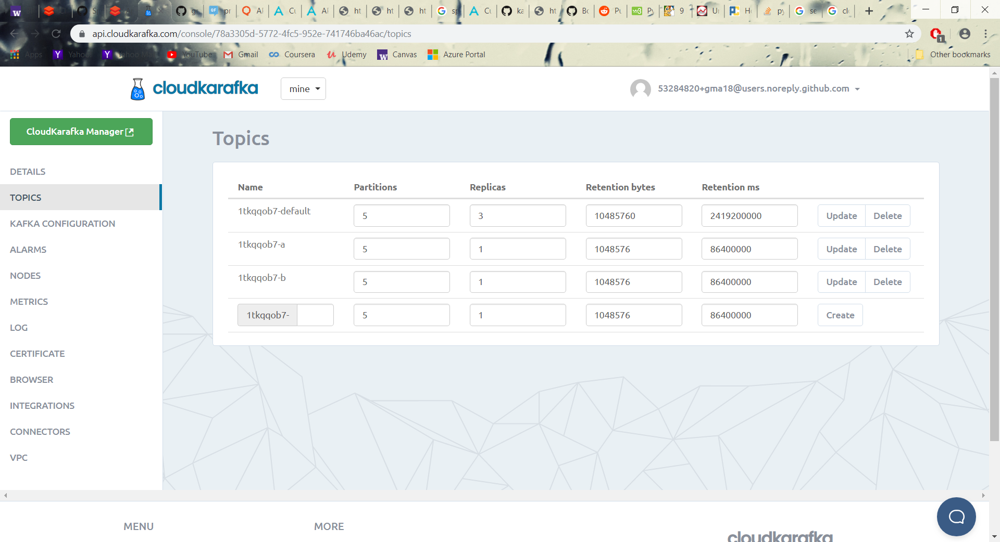 api.cloudkarafka.com/console/78a3305d-5772-4fc5-952e-741746ba46ac/topics
1
Apps Yahoo YouTube Gmail Coursera Udemy Canvas Azure Portal Other bookmarks
cloudkarafka
mine
53284820+gma18@users.noreply.github.com
CloudKarafka Manager
DETAILS
TOPICS
KAFKA CONFIGURATION
ALARMS
NODES
METRICS
LOG
CERTIFICATE
BROWSER
INTEGRATIONS
CONNECTORS
VPC
Topics
Name Partitions Replicas Retention bytes Retention ms
1tkqqob7-default 5 3 10485760 2419200000 Update Delete
1tkqqob7-a 5 1 1048576 86400000 Update Delete
1tkqqob7-b 5 1 1048576 86400000 Update Delete
1tkqqob7- 5 1 1048576 86400000 Create
MENU MORE
cloudkarafka